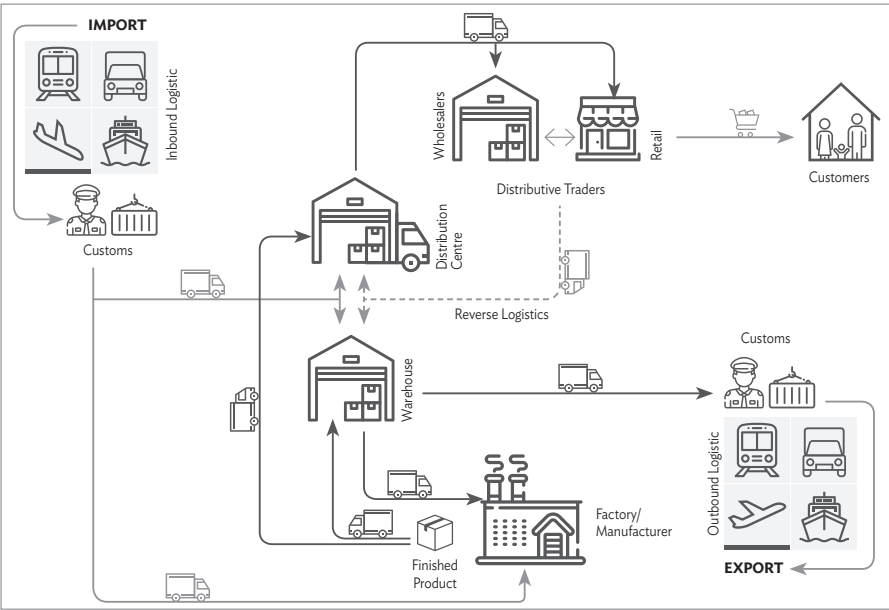 IMPORT
Inbound Logistic
Customs
Wholesalers
Retail
Distributive Traders
Customers
Distribution
Centre
Reverse Logistics
Warehouse
Customs
Outbound Logistic
EXPORT
Factory/
Manufacturer
Finished
Product